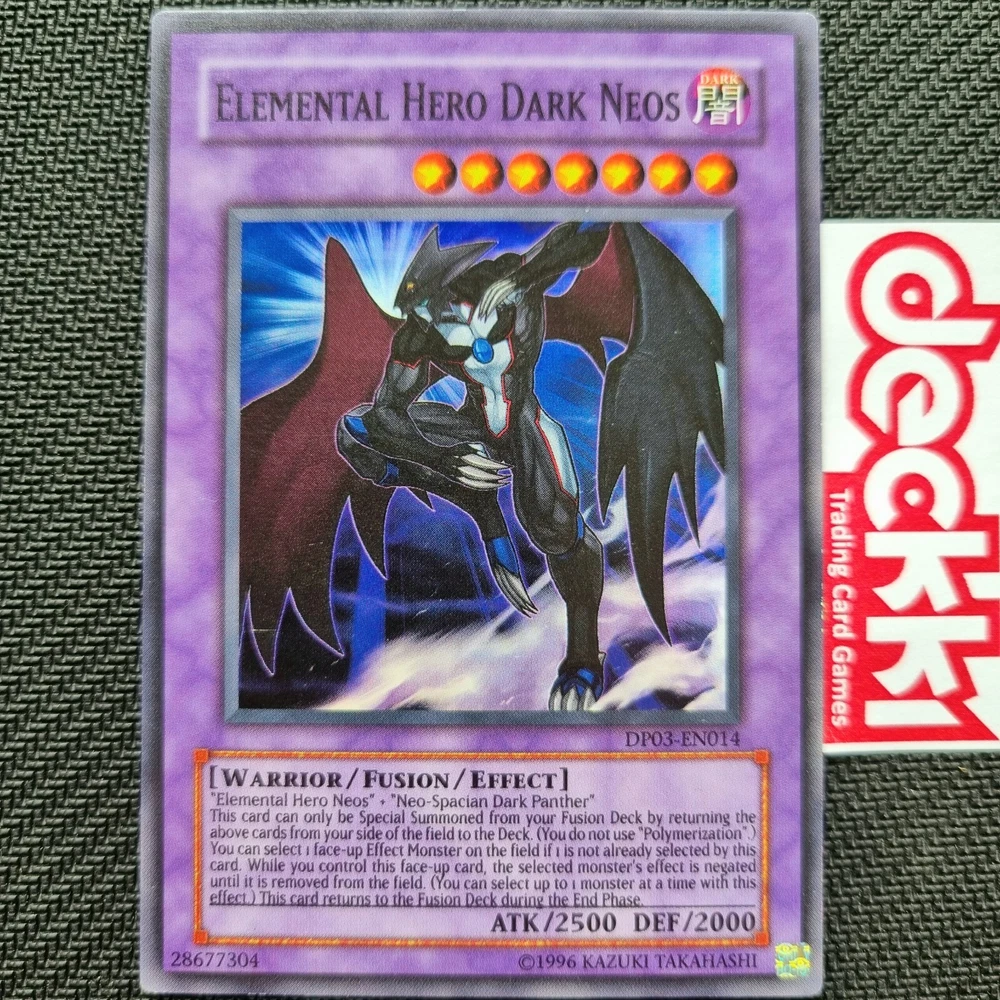 ELEMENTAL HERO DARK NEOS
DARK
闇
DP03-EN014
[WARRIOR/FUSION/EFFECT]
"Elemental Hero Neos" + "Neo-Spacian Dark Panther"
This card can only be Special Summoned from your Fusion Deck by returning the
above cards from your side of the field to the Deck. (You do not use "Polymerization".)
You can select 1 face-up Effect Monster on the field if 1 is not already selected by this
card. While you control this face-up card, the selected monster's effect is negated
until it is removed from the field. (You can select up to 1 monster at a time with this
effect.) This card returns to the Fusion Deck during the End Phase.
ATK/2500 DEF/2000
28677304
©1996 KAZUKI TAKAHASHI
deckki
Trading Card Games